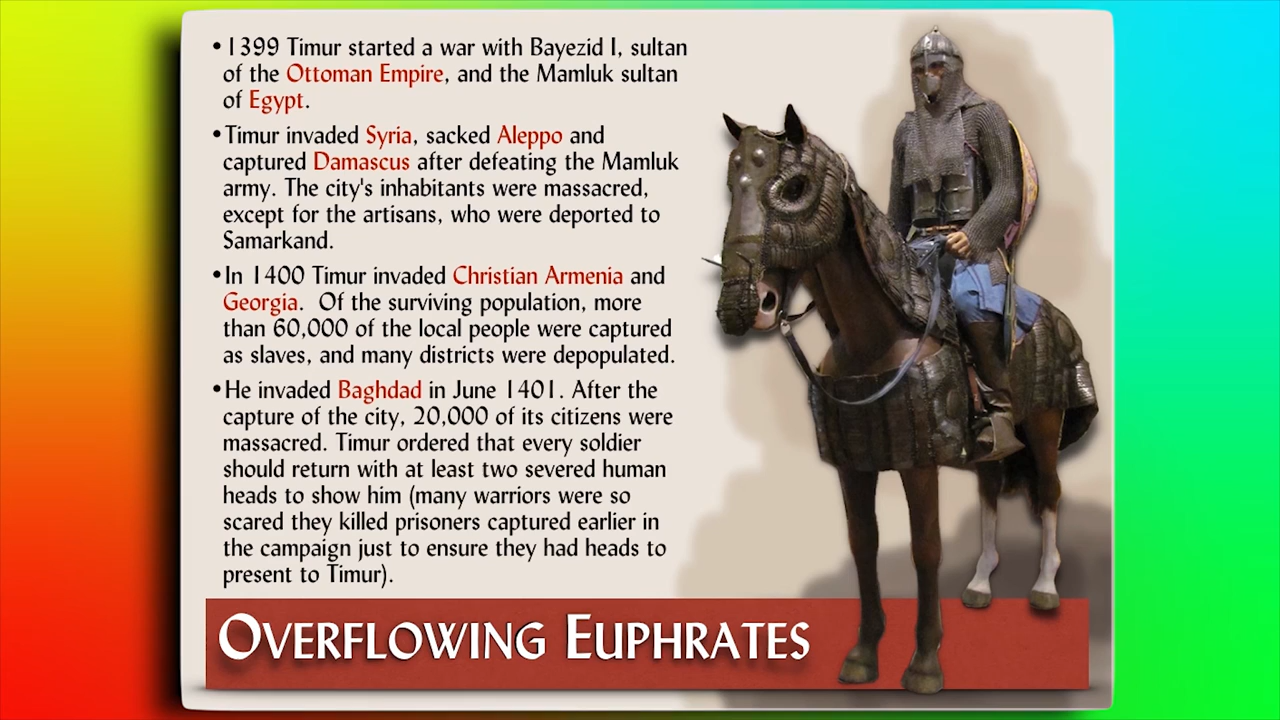 •1399 Timur started a war with Bayezid I, sultan
of the Ottoman Empire, and the Mamluk sultan
of Egypt.
•Timur invaded Syria, sacked Aleppo and
captured Damascus after defeating the Mamluk
army. The city's inhabitants were massacred,
except for the artisans, who were deported to
Samarkand.
•In 1400 Timur invaded Christian Armenia and
Georgia.  Of the surviving population, more
than 60,000 of the local people were captured
as slaves, and many districts were depopulated.
•He invaded Baghdad in June 1401. After the
capture of the city, 20,000 of its citizens were
massacred. Timur ordered that every soldier
should return with at least two severed human
heads to show him (many warriors were so
scared they killed prisoners captured earlier in
the campaign just to ensure they had heads to
present to Timur).
OVERFLOWING EUPHRATES